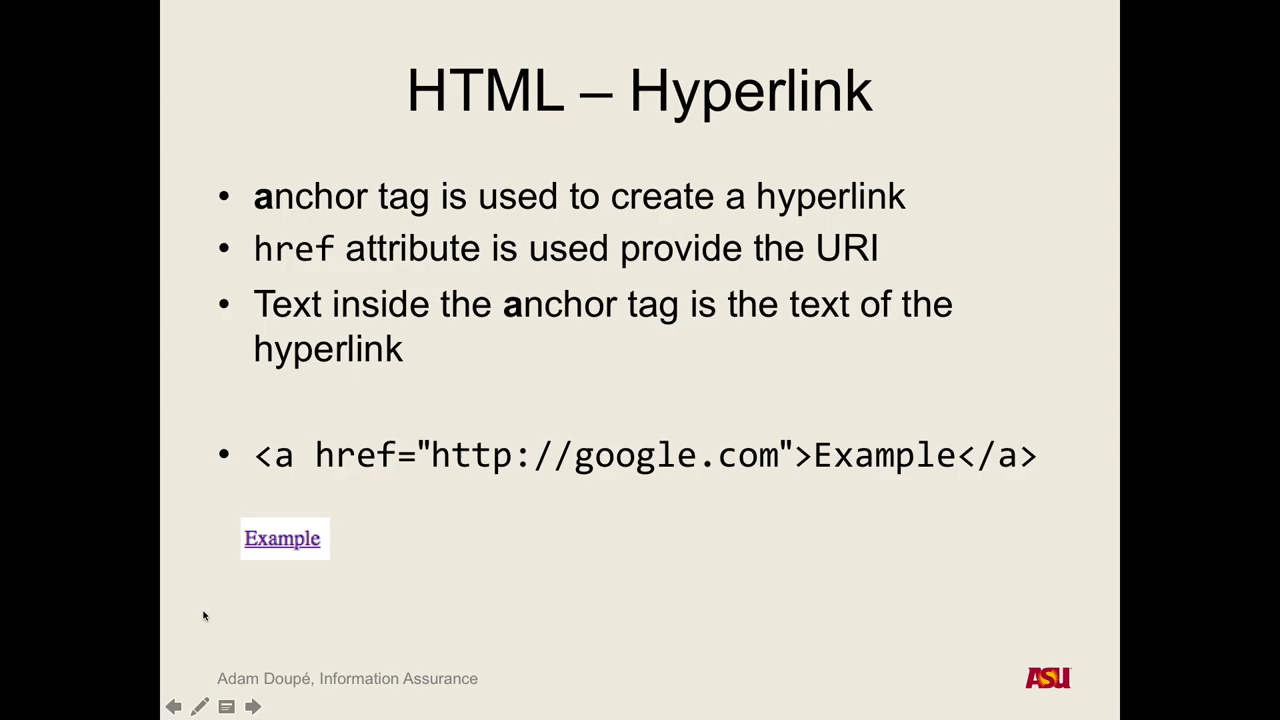 HTML – Hyperlink
• anchor tag is used to create a hyperlink
• href attribute is used provide the URI
• Text inside the anchor tag is the text of the
hyperlink
• <a href="http://google.com">Example</a>
Example
Adam Doupé, Information Assurance
ASU